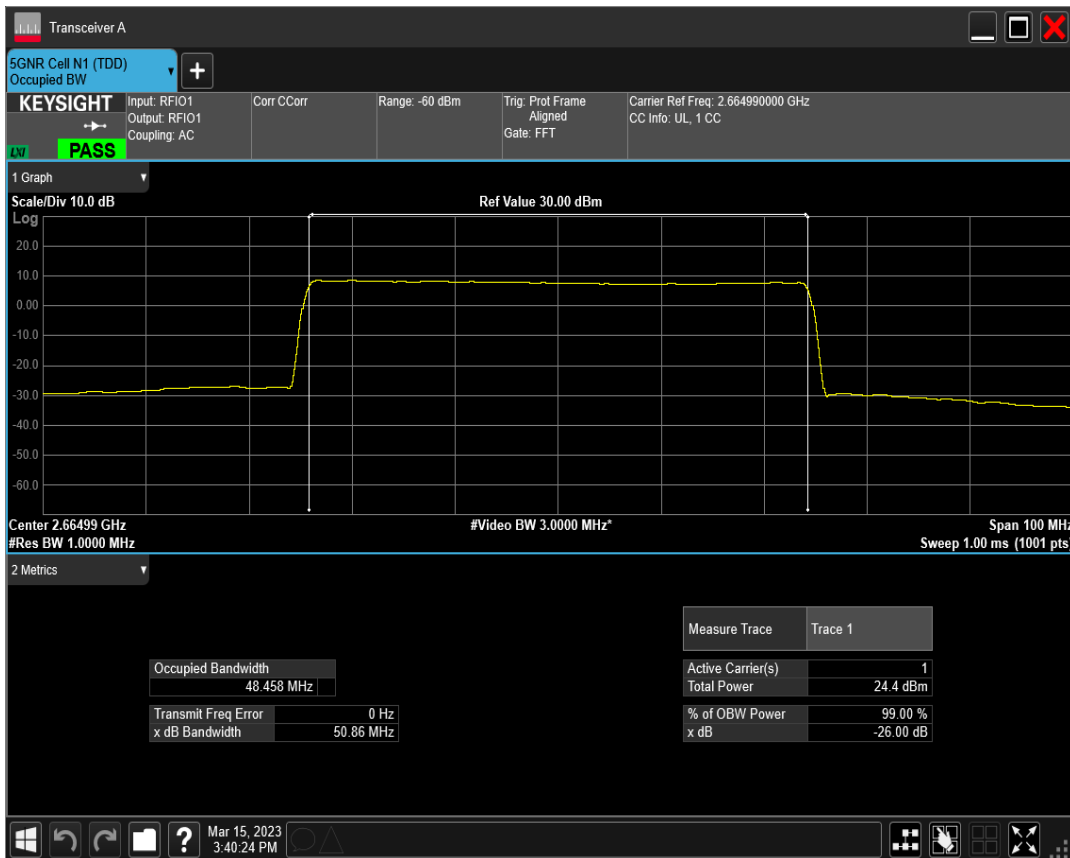 Transceiver A
5GNR Cell N1 (TDD)
Occupied BW
KEYSIGHT
LXI
PASS
Input: RFIO1
Output: RFIO1
Coupling: AC
Corr CCorr
Range: -60 dBm
Trig: Prot Frame
Aligned
Gate: FFT
Carrier Ref Freq: 2.664990000 GHz
CC Info: UL, 1 CC
1 Graph
Scale/Div 10.0 dB
Ref Value 30.00 dBm
Log
20.0
10.0
0.00
-10.0
-20.0
-30.0
-40.0
-50.0
-60.0
Center 2.66499 GHz
#Video BW 3.0000 MHz*
Span 100 MHz
#Res BW 1.0000 MHz
Sweep 1.00 ms (1001 pts)
2 Metrics
Measure Trace Trace 1
Occupied Bandwidth
48.458 MHz
Active Carrier(s) 1
Total Power 24.4 dBm
Transmit Freq Error 0 Hz
x dB Bandwidth 50.86 MHz
% of OBW Power 99.00 %
x dB -26.00 dB
?
Mar 15, 2023
3:40:24 PM